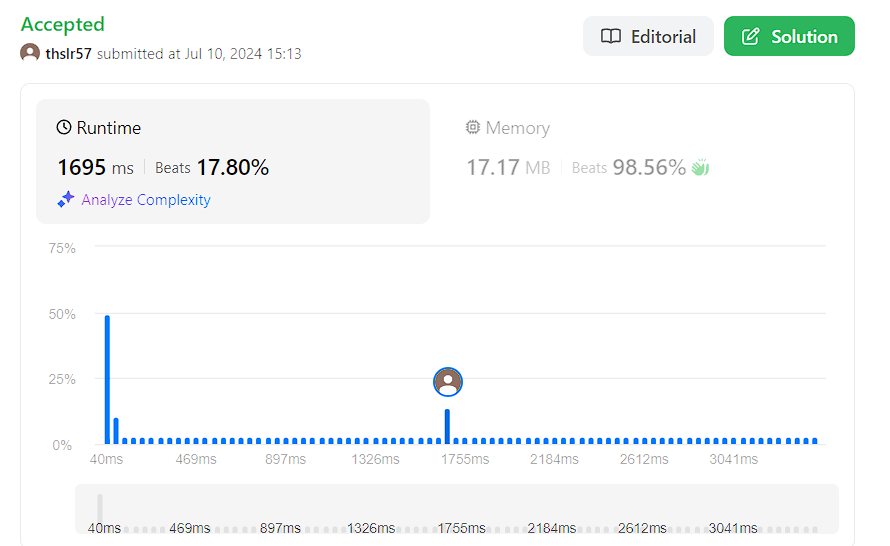 Accepted
thslr57 submitted at Jul 10, 2024 15:13
Editorial
Solution
Runtime
1695 ms Beats 17.80%
Analyze Complexity
Memory
17.17 MB Beats 98.56%
75%
50%
25%
0%
40ms 469ms 897ms 1326ms 1755ms 2184ms 2612ms 3041ms
40ms 469ms 897ms 1326ms 1755ms 2184ms 2612ms 3041ms